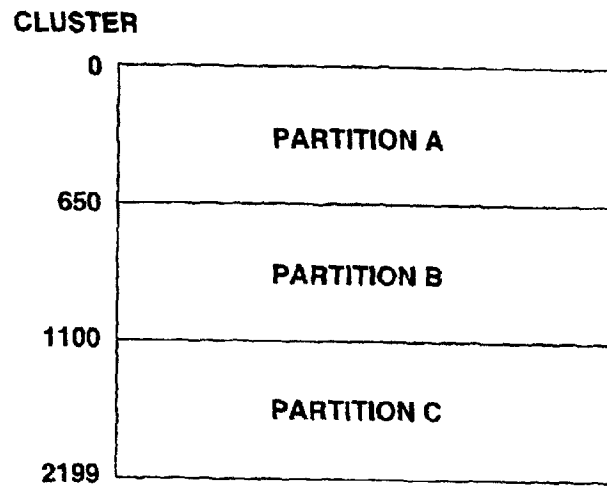 CLUSTER
0
PARTITION A
650
PARTITION B
1100
PARTITION C
2199